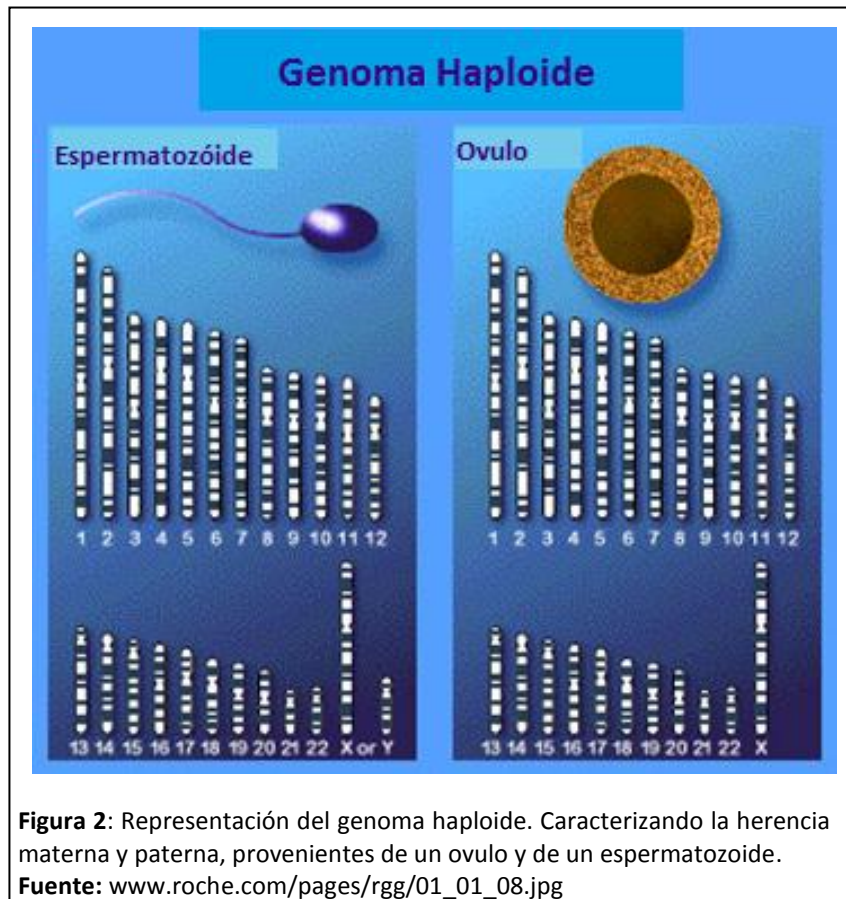 Genoma Haploide
Espermatozóide
Ovulo
1 2 3 4 5 6 7 8 9 10 11 12
13 14 15 16 17 18 19 20 21 22 X or Y
1 2 3 4 5 6 7 8 9 10 11 12
13 14 15 16 17 18 19 20 21 22 X
Figura 2: Representación del genoma haploide. Caracterizando la herencia
materna y paterna, provenientes de un ovulo y de un espermatozoide.
Fuente: www.roche.com/pages/rgg/01_01_08.jpg